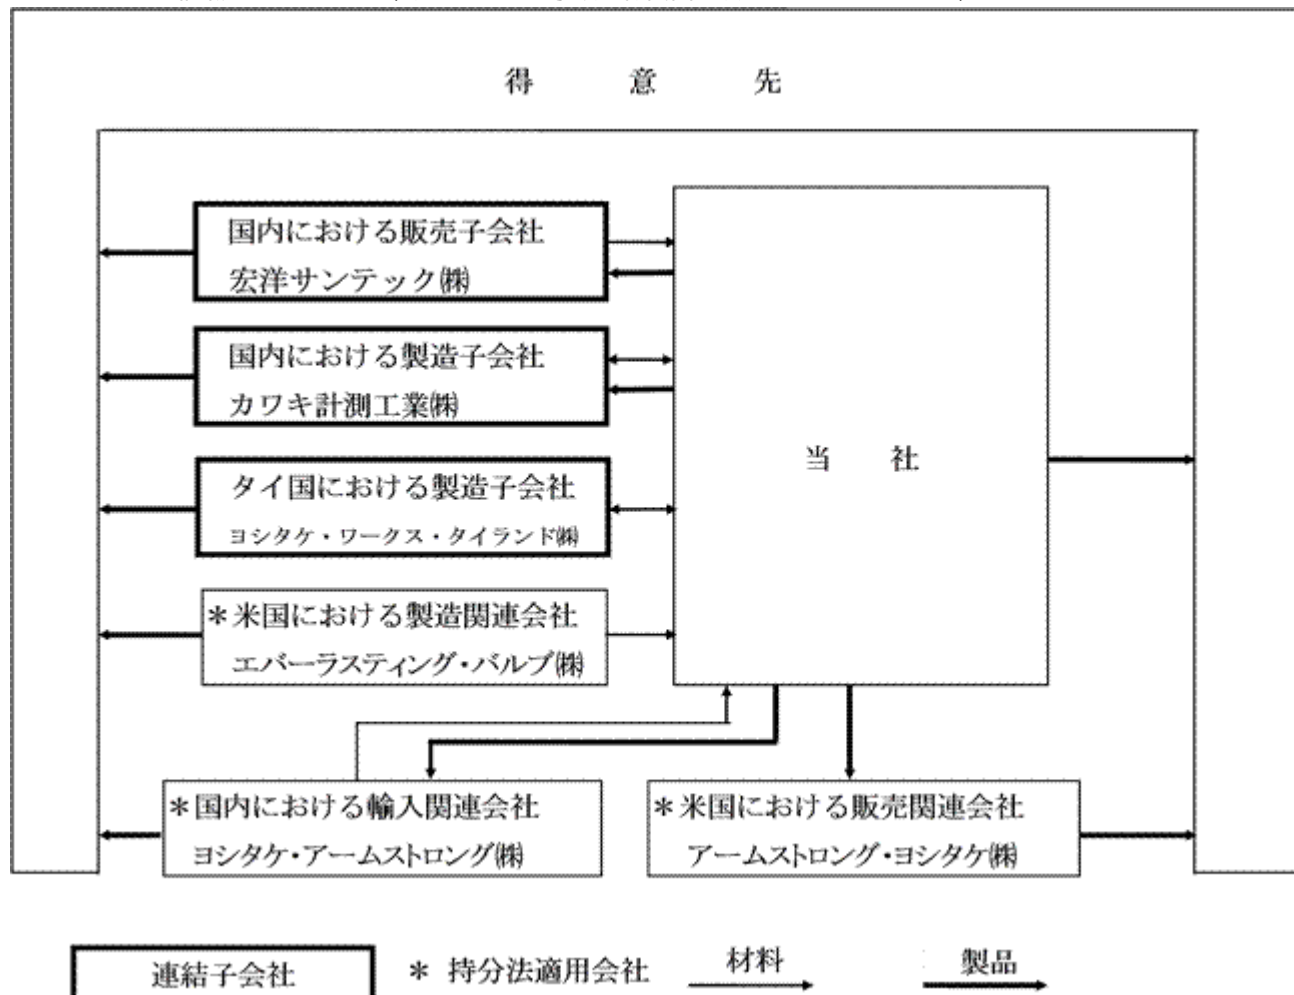 得意先
国内における販売子会社
宏洋サンテック㈱
国内における製造子会社
カワキ計測工業㈱
当社
タイ国における製造子会社
ヨシタケ・ワークス・タイランド㈱
*米国における製造関連会社
エバーラスティング・バルブ㈱
*国内における輸入関連会社
ヨシタケ・アームストロング㈱
*米国における販売関連会社
アームストロング・ヨシタケ㈱
連結子会社
* 持分法適用会社
材料
製品